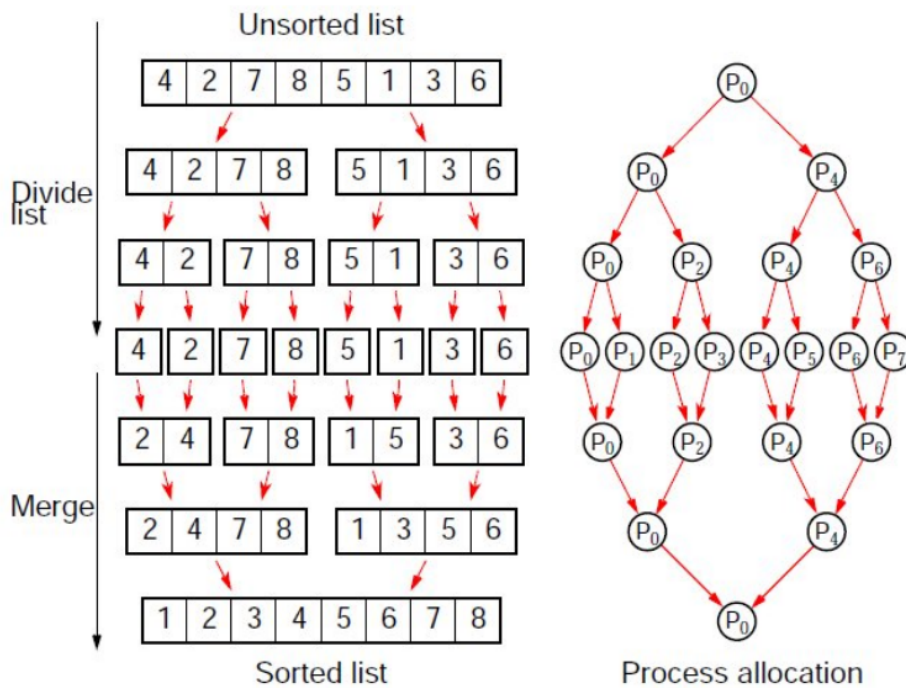 Unsorted list
4 2 7 8 5 1 3 6
P0
4 2 7 8 5 1 3 6
P0 P4
Divide
list
4 2 7 8 5 1 3 6
P0 P2 P4 P6
4 2 7 8 5 1 3 6
P0 P1 P2 P3 P4 P5 P6 P7
2 4 7 8 1 5 3 6
P0 P2 P4 P6
Merge
2 4 7 8 1 3 5 6
P0 P4
1 2 3 4 5 6 7 8
P0
Sorted list
Process allocation